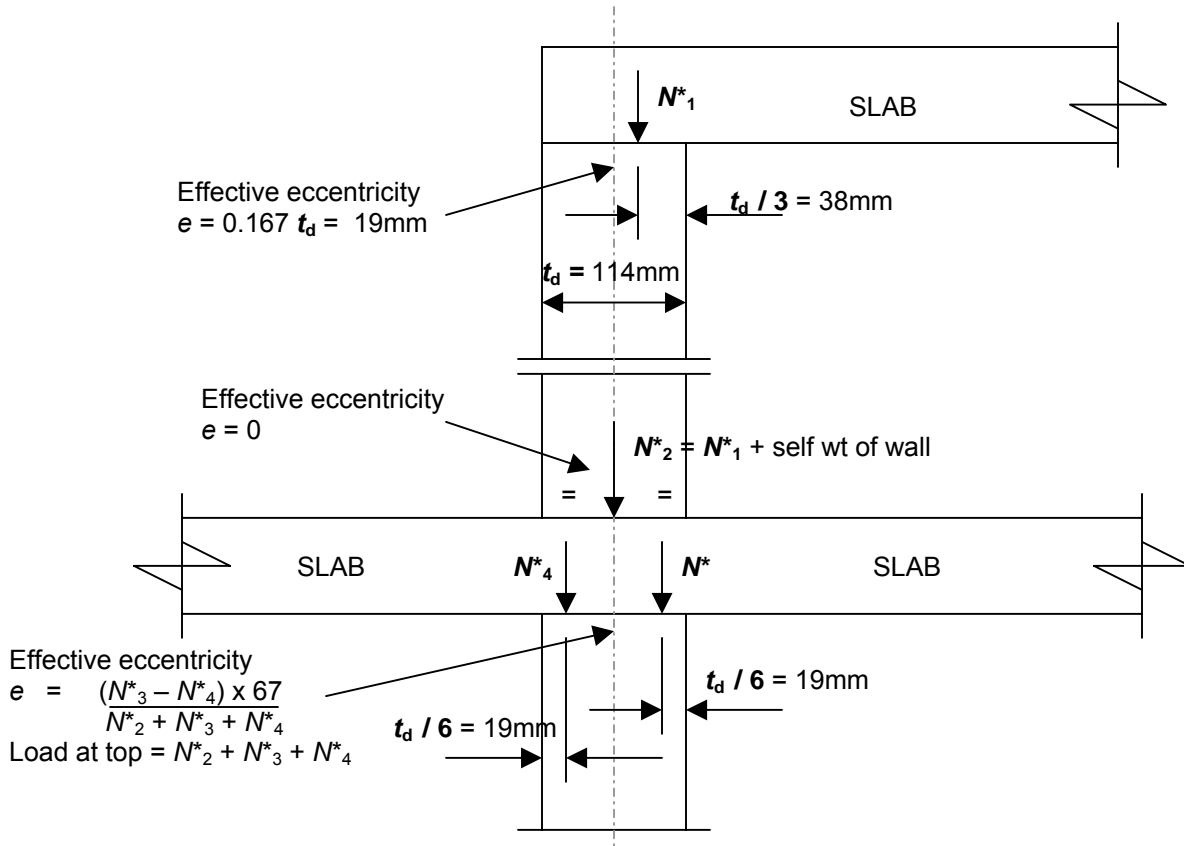 N*1
SLAB
Effective eccentricity
e = 0.167 td = 19mm
td / 3 = 38mm
td = 114mm
Effective eccentricity
e = 0
N*2 = N*1 + self wt of wall
= =
SLAB
N*4
N*
SLAB
Effective eccentricity
e = (N*3 – N*4) x 67
N*2 + N*3 + N*4
Load at top = N*2 + N*3 + N*4
td / 6 = 19mm
td / 6 = 19mm